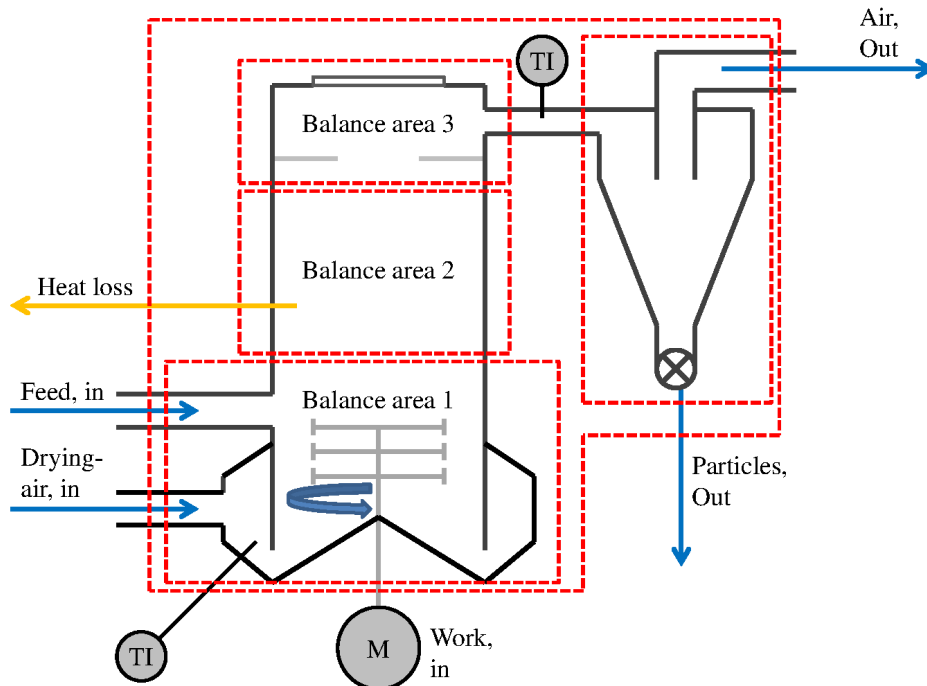 Air,
Out
TI
Balance area 3
Balance area 2
Heat loss
Balance area 1
Feed, in
Drying-
air, in
Particles,
Out
TI
M
Work,
in